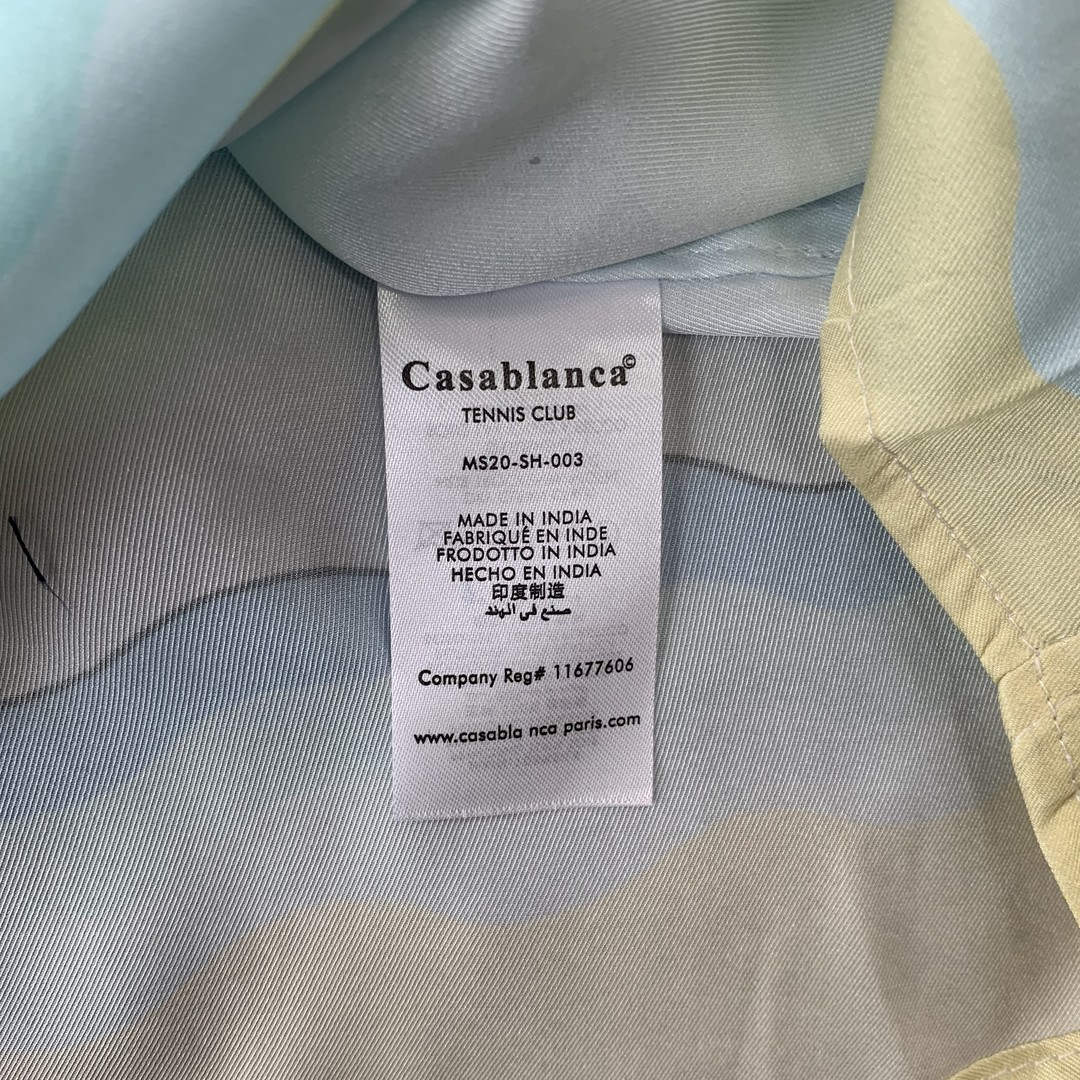 Casablanca©
TENNIS CLUB
MS20-SH-003
MADE IN INDIA
FABRIQUÉ EN INDE
FRODOTTO IN INDIA
HECHO EN INDIA
印度制造
صنع في الهند
Company Reg# 11677606
www.casabla nca paris.com